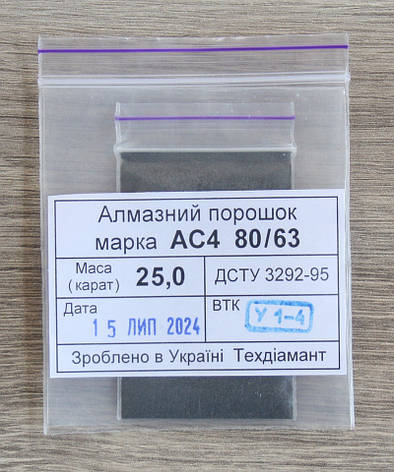 Алмазний порошок
марка АС4 80/63
Маса (карат) 25,0 ДСТУ 3292-95
Дата 15 ЛИП 2024 ВТК У 1-4
Зроблено в Україні Техдіамант